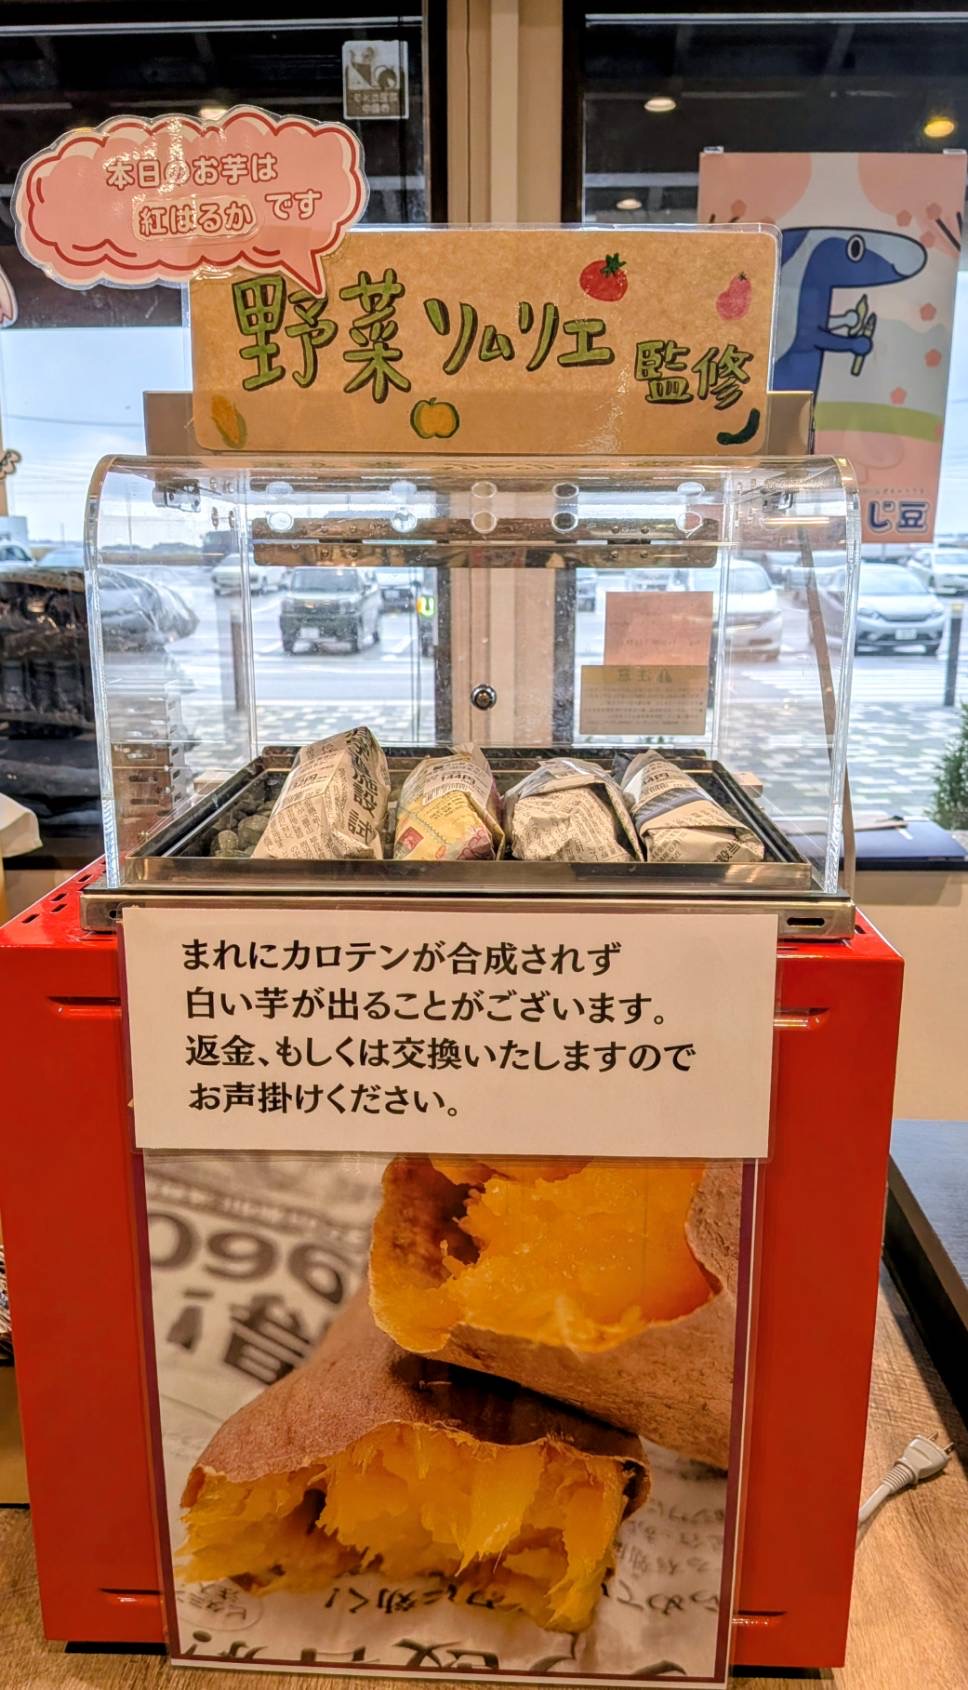 本日のお芋は
紅はるか です
野菜ソムリエ監修
じ豆
まれにカロテンが合成されず
白い芋が出ることがございます。
返金、もしくは交換いたしますので
お声掛けください。